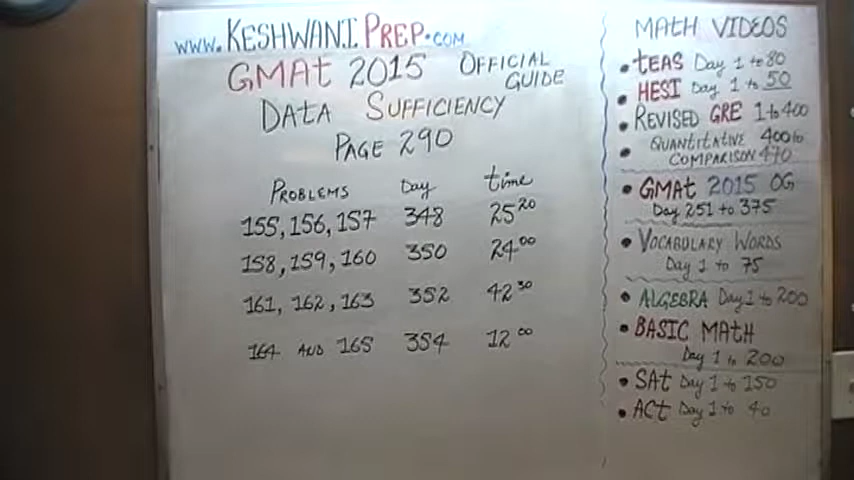 www.KESHWANIPREP.COM
GMAt 2015 OFFICIAL GUIDE
DATA SUFFICIENCY
PAGE 290
PROBLEMS Day time
155, 156, 157 348 25 20
158, 159, 160 350 24 00
161, 162, 163 352 42 30
164 AND 165 354 12 00
MATH VIDEOS
• TEAS Day 1 to 80
• HESI Day 1 to 50
• REVISED GRE 1 to 400
• QUANTITATIVE 400 to
COMPARISON 470
• GMAt 2015 OG
Day 251 to 375
• VOCABULARY WORDS
Day 1 to 75
• ALGEBRA Day 1 to 200
• BASIC MATH
Day 1 to 200
• SAt Day 1 to 150
• ACt Day 1 to 40